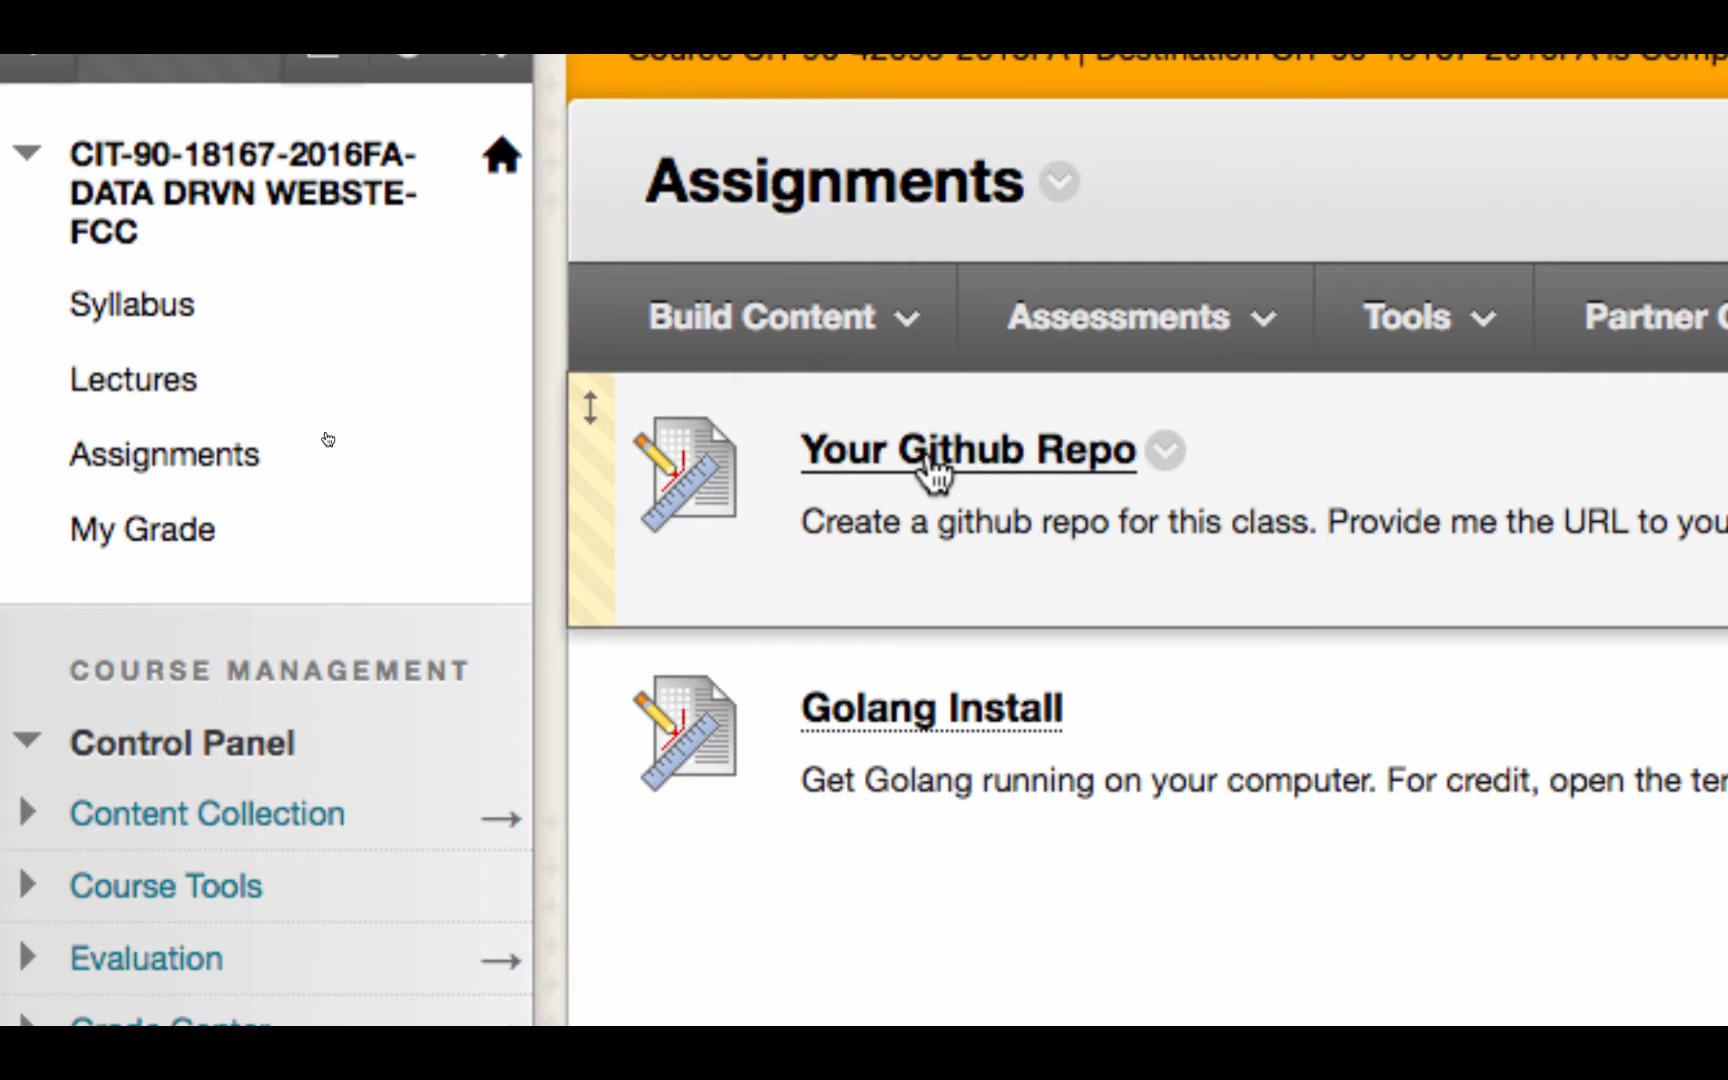 CIT-90-18167-2016FA-
DATA DRVN WEBSTE-
FCC
Syllabus
Lectures
Assignments
My Grade
COURSE MANAGEMENT
Control Panel
Content Collection
Course Tools
Evaluation
Assignments
Build Content
Assessments
Tools
Partner
Your Github Repo
Create a github repo for this class. Provide me the URL to you
Golang Install
Get Golang running on your computer. For credit, open the ter